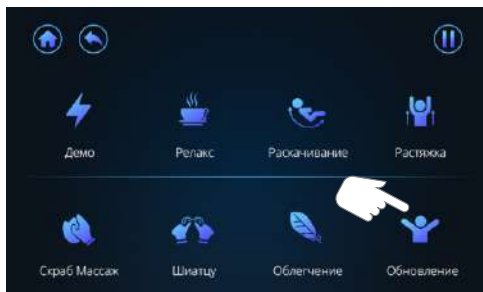 Демо
Релакс
Раскачивание
Растяжка
Скраб Массаж
Шиатцу
Облегчение
Обновление